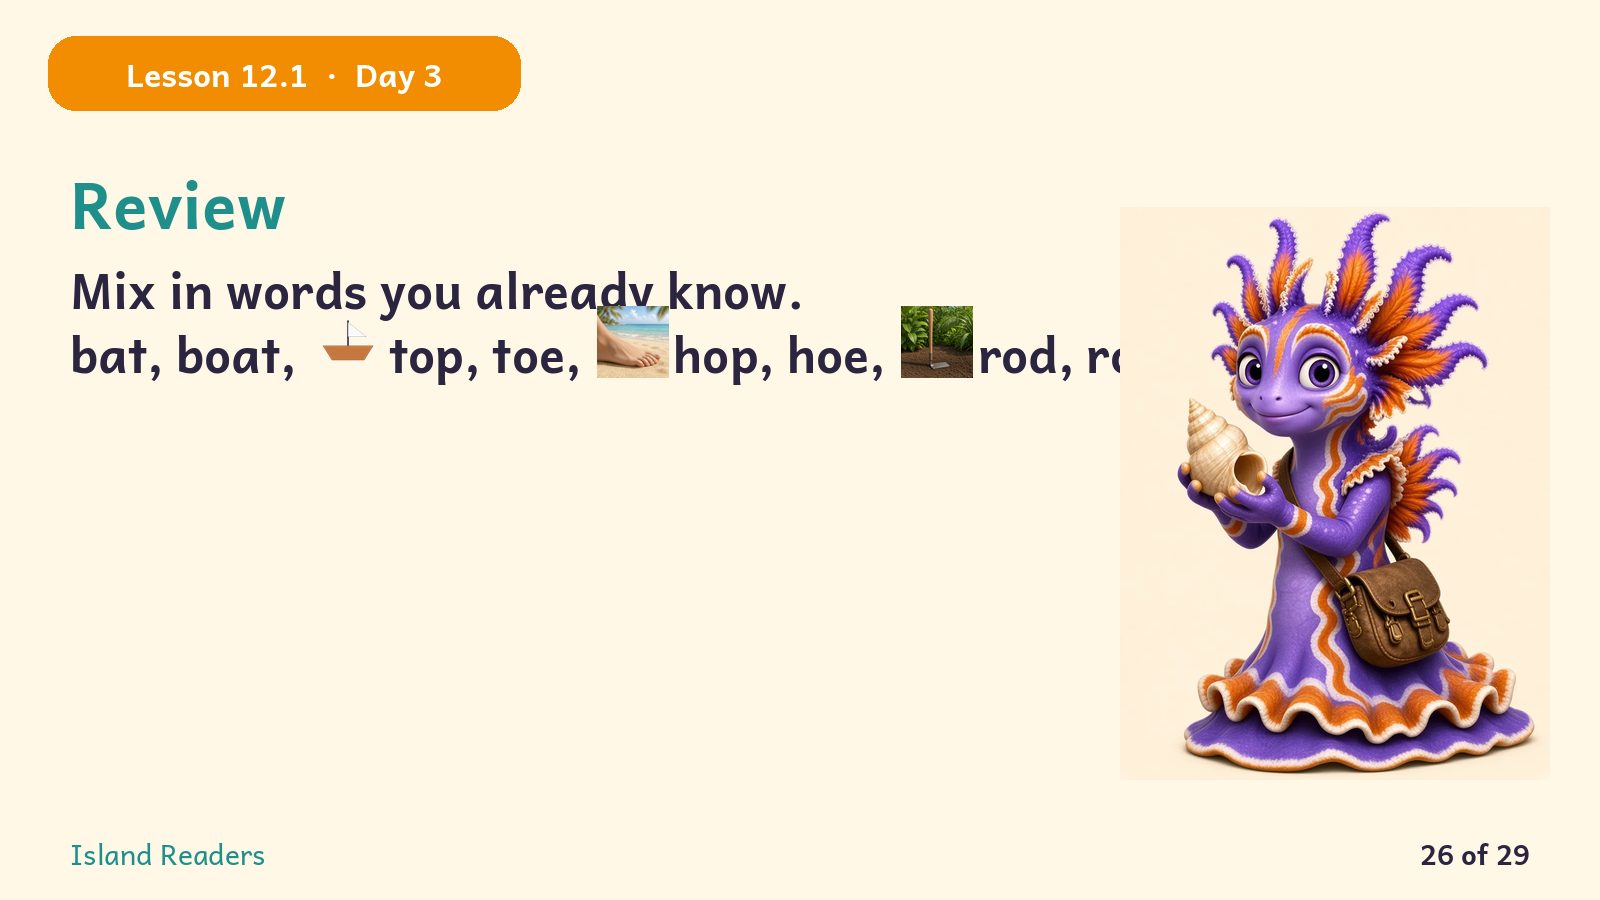 Lesson 12.1 · Day 3
Review
Mix in words you already know.
bat, boat, top, toe, hop, hoe, rod,
Island Readers
26 of 29